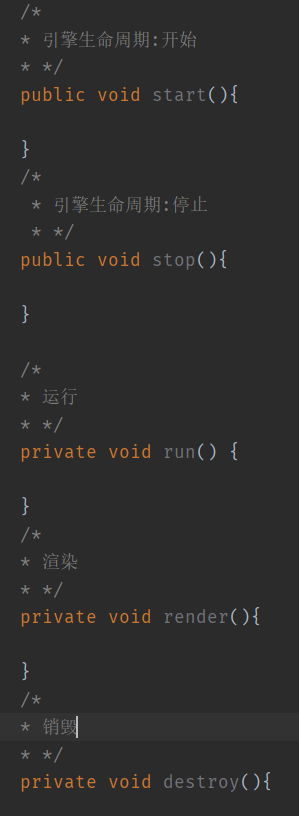 /*
* 引擎生命周期:开始
* */
public void start(){
}
/*
* 引擎生命周期:停止
* */
public void stop(){
}
/*
* 运行
* */
private void run() {
}
/*
* 渲染
* */
private void render(){
}
/*
* 销毁
* */
private void destroy(){